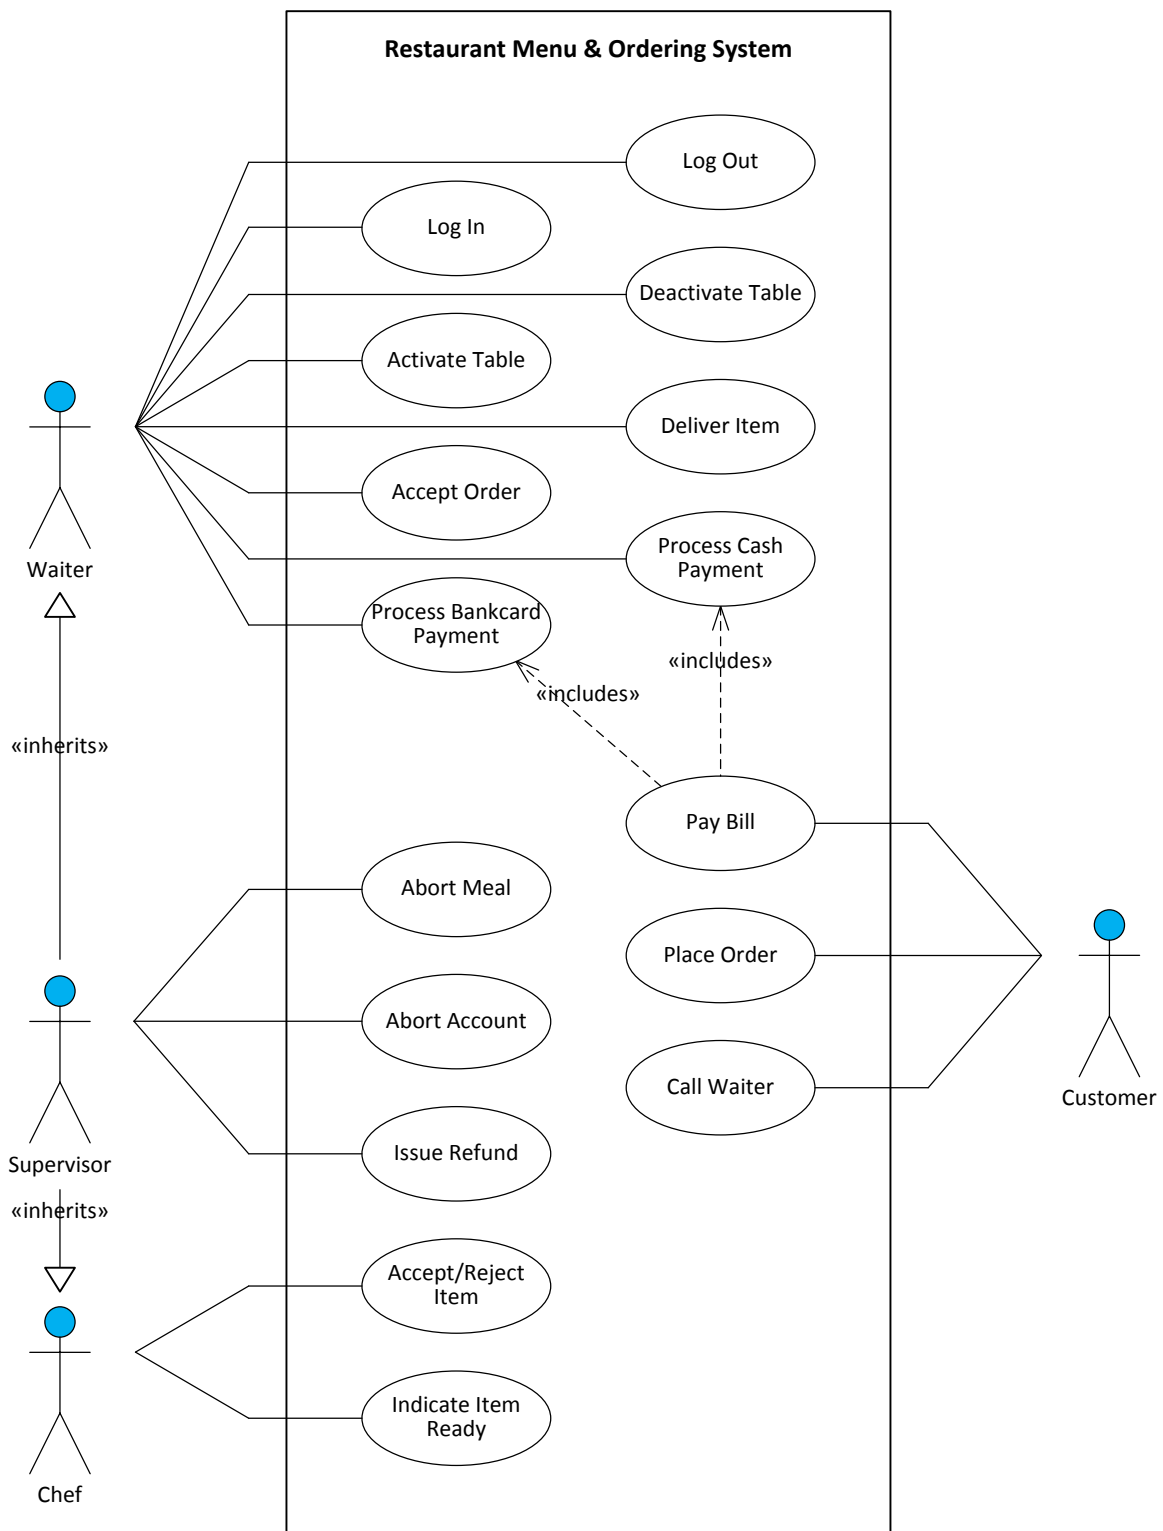 Restaurant Menu & Ordering System
Log Out
Log In
Deactivate Table
Activate Table
Deliver Item
Accept Order
Process Cash
Payment
Process Bankcard
Payment
Waiter
«includes»
«includes»
«inherits»
Pay Bill
Abort Meal
Place Order
Abort Account
Call Waiter
Customer
Issue Refund
Supervisor
«inherits»
Accept/Reject
Item
Indicate Item
Ready
Chef